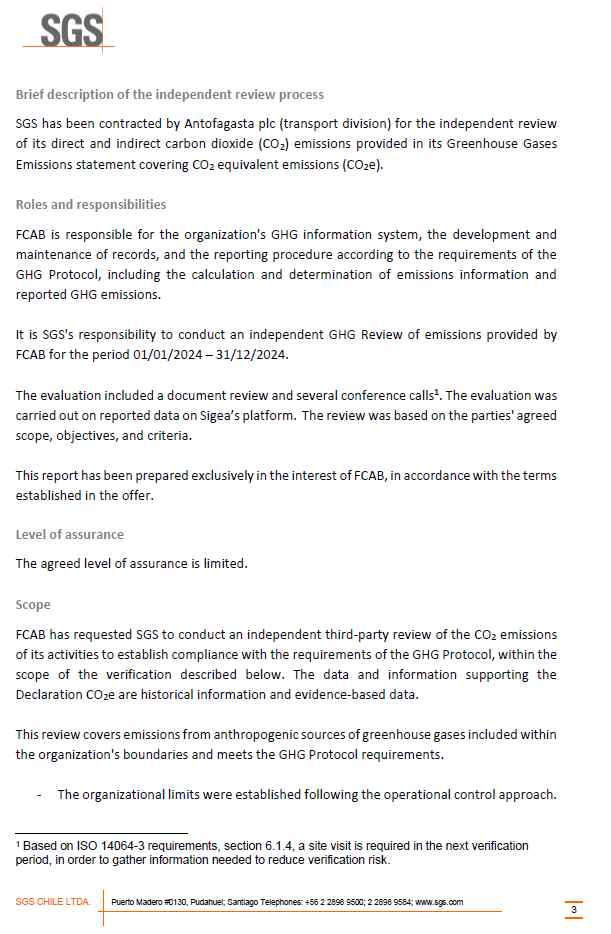 SGS
Brief description of the independent review process
SGS has been contracted by Antofagasta plc (transport division) for the independent review
of its direct and indirect carbon dioxide (CO₂) emissions provided in its Greenhouse Gases
Emissions statement covering CO₂ equivalent emissions (CO₂e).
Roles and responsibilities
FCAB is responsible for the organization's GHG information system, the development and
maintenance of records, and the reporting procedure according to the requirements of the
GHG Protocol, including the calculation and determination of emissions information and
reported GHG emissions.
It is SGS's responsibility to conduct an independent GHG Review of emissions provided by
FCAB for the period 01/01/2024 – 31/12/2024.
The evaluation included a document review and several conference calls¹. The evaluation was
carried out on reported data on Sigea’s platform. The review was based on the parties' agreed
scope, objectives, and criteria.
This report has been prepared exclusively in the interest of FCAB, in accordance with the terms
established in the offer.
Level of assurance
The agreed level of assurance is limited.
Scope
FCAB has requested SGS to conduct an independent third-party review of the CO₂ emissions
of its activities to establish compliance with the requirements of the GHG Protocol, within the
scope of the verification described below. The data and information supporting the
Declaration CO₂e are historical information and evidence-based data.
This review covers emissions from anthropogenic sources of greenhouse gases included within
the organization's boundaries and meets the GHG Protocol requirements.
- The organizational limits were established following the operational control approach.
¹ Based on ISO 14064-3 requirements, section 6.1.4, a site visit is required in the next verification
period, in order to gather information needed to reduce verification risk.
SGS CHILE LTDA. Puerto Madero #0130, Pudahuel; Santiago Telephones: +56 2 2898 9500; 2 2898 9584; www.sgs.com
3